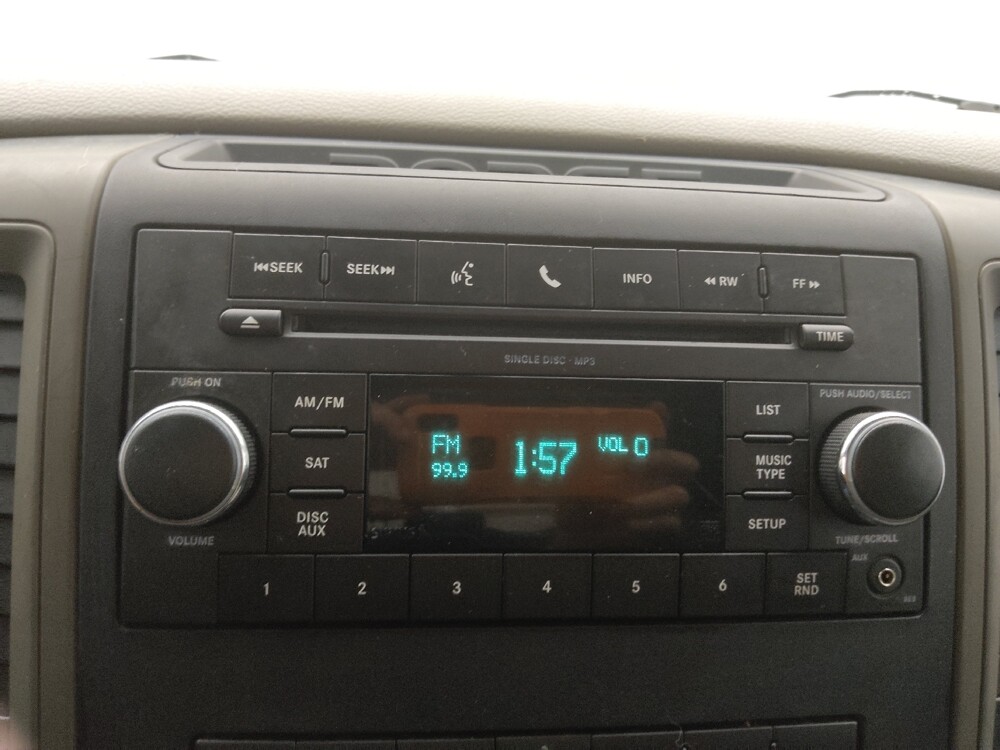 DODGE
SEEK
SEEK
INFO
RW
FF
TIME
SINGLE DISC · MP3
PUSH ON
AM/FM
SAT
DISC
AUX
VOLUME
FM
99.9
1:57
VOL 0
LIST
MUSIC
TYPE
SETUP
PUSH AUDIO/SELECT
TUNE/SCROLL
AUX
1
2
3
4
5
6
SET
RND